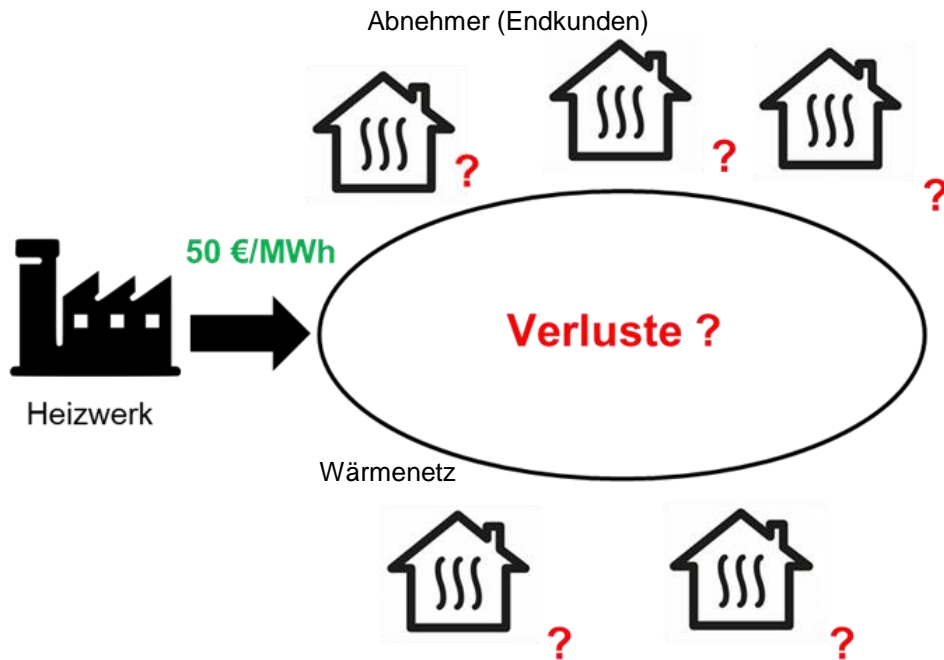 Abnehmer (Endkunden)
?
?
?
50 €/MWh
Verluste ?
Heizwerk
Wärmenetz
?
?